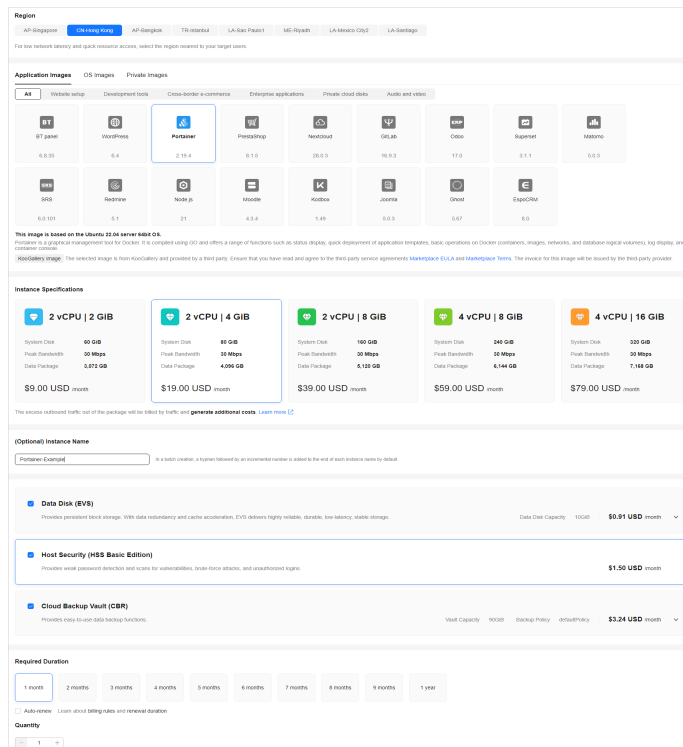 Region
AP-Singapore CN-Hong Kong AP-Bangkok TR-Istanbul LA-Sao Paulo1 ME-Riyadh LA-Mexico City2 LA-Santiago
For low network latency and quick resource access, select the region nearest to your target users.
Application Images OS Images Private Images
All Website setup Development tools Cross-border e-commerce Enterprise applications Private cloud disks Audio and video
BT ERP
BT panel WordPress Portainer PrestaShop Nextcloud GitLab Odoo Superset Matomo
6.8.35 6.4 2.19.4 8.1.5 28.0.3 16.9.3 17.0 3.1.1 5.0.3
SRS
SRS Redmine Node.js Moodle Kodbox Joomla Ghost EspoCRM
6.0.101 5.1 21 4.3.4 1.49 5.0.3 5.67 8.0
This image is based on the Ubuntu 22.04 server 64bit OS.
Portainer is a graphical management tool for Docker. It is compiled using GO and offers a range of functions such as status display, quick deployment of application templates, basic operations on Docker (containers, images, networks, and database logical volumes), log display, and
container console.
KooGallery image The selected image is from KooGallery and provided by a third party. Ensure that you have read and agree to the third-party service agreements Marketplace EULA and Marketplace Terms. The invoice for this image will be issued by the third-party provider.
Instance Specifications
2 vCPU | 2 GiB 2 vCPU | 4 GiB 2 vCPU | 8 GiB 4 vCPU | 8 GiB 4 vCPU | 16 GiB
System Disk 60 GiB System Disk 80 GiB System Disk 160 GiB System Disk 240 GiB System Disk 320 GiB
Peak Bandwidth 30 Mbps Peak Bandwidth 30 Mbps Peak Bandwidth 30 Mbps Peak Bandwidth 30 Mbps Peak Bandwidth 30 Mbps
Data Package 3,072 GB Data Package 4,096 GB Data Package 5,120 GB Data Package 6,144 GB Data Package 7,168 GB
$9.00 USD /month $19.00 USD /month $39.00 USD /month $59.00 USD /month $79.00 USD /month
The excess outbound traffic out of the package will be billed by traffic and generate additional costs. Learn more
(Optional) Instance Name
Portainer-Example In a batch creation, a hyphen followed by an incremental number is added to the end of each instance name by default.
Data Disk (EVS)
Provides persistent block storage. With data redundancy and cache acceleration, EVS delivers highly reliable, durable, low-latency, stable storage. Data Disk Capacity 10GiB $0.91 USD /month
Host Security (HSS Basic Edition)
Provides weak password detection and scans for vulnerabilities, brute-force attacks, and unauthorized logins. $1.50 USD /month
Cloud Backup Vault (CBR)
Provides easy-to-use data backup functions. Vault Capacity 90GiB Backup Policy defaultPolicy $3.24 USD /month
Required Duration
1 month 2 months 3 months 4 months 5 months 6 months 7 months 8 months 9 months 1 year
Auto-renew Learn about billing rules and renewal duration
Quantity
− 1 +